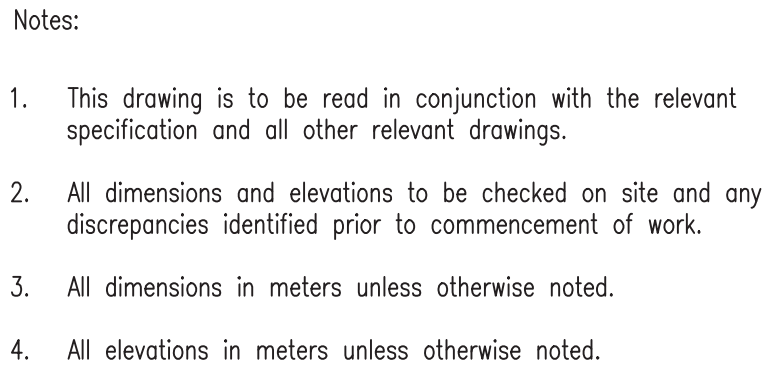 Notes:
1. This drawing is to be read in conjunction with the relevant
specification and all other relevant drawings.
2. All dimensions and elevations to be checked on site and any
discrepancies identified prior to commencement of work.
3. All dimensions in meters unless otherwise noted.
4. All elevations in meters unless otherwise noted.